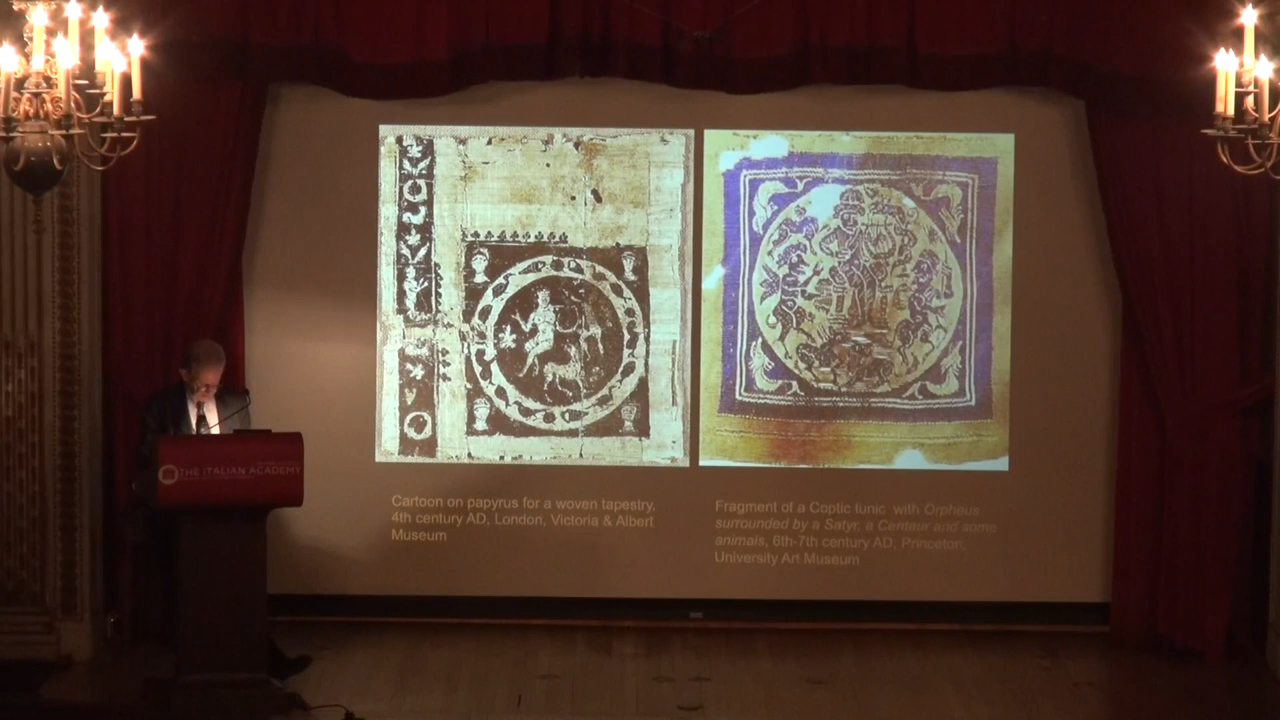 THE ITALIAN ACADEMY
Cartoon on papyrus for a woven tapestry,
4th century AD, London, Victoria & Albert
Museum
Fragment of a Coptic tunic with Orpheus
surrounded by a Satyr, a Centaur and some
animals, 6th-7th century AD, Princeton,
University Art Museum